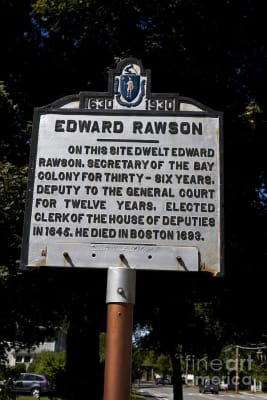 1630 1930
EDWARD RAWSON
ON THIS SITE DWELT EDWARD
RAWSON, SECRETARY OF THE BAY
COLONY FOR THIRTY-SIX YEARS,
DEPUTY TO THE GENERAL COURT
FOR TWELVE YEARS, ELECTED
CLERK OF THE HOUSE OF DEPUTIES
IN 1645. HE DIED IN BOSTON 1693.
fine art
america